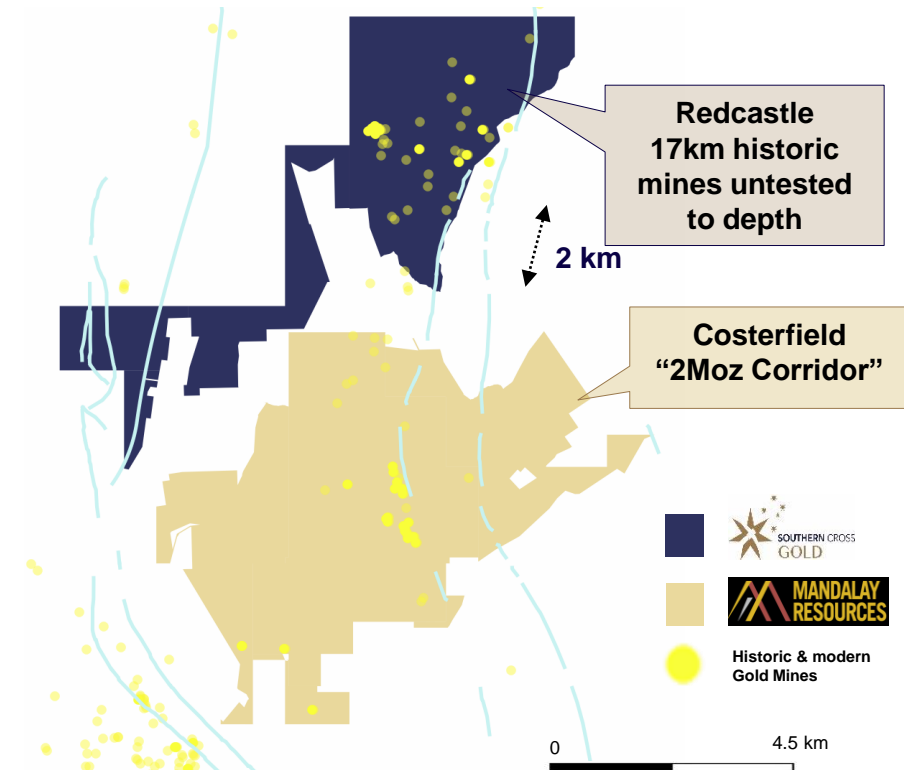 Redcastle
17km historic
mines untested
to depth
2 km
Costerfield
“2Moz Corridor”
SOUTHERN CROSS
GOLD
MANDALAY
RESOURCES
Historic & modern
Gold Mines
0
4.5 km